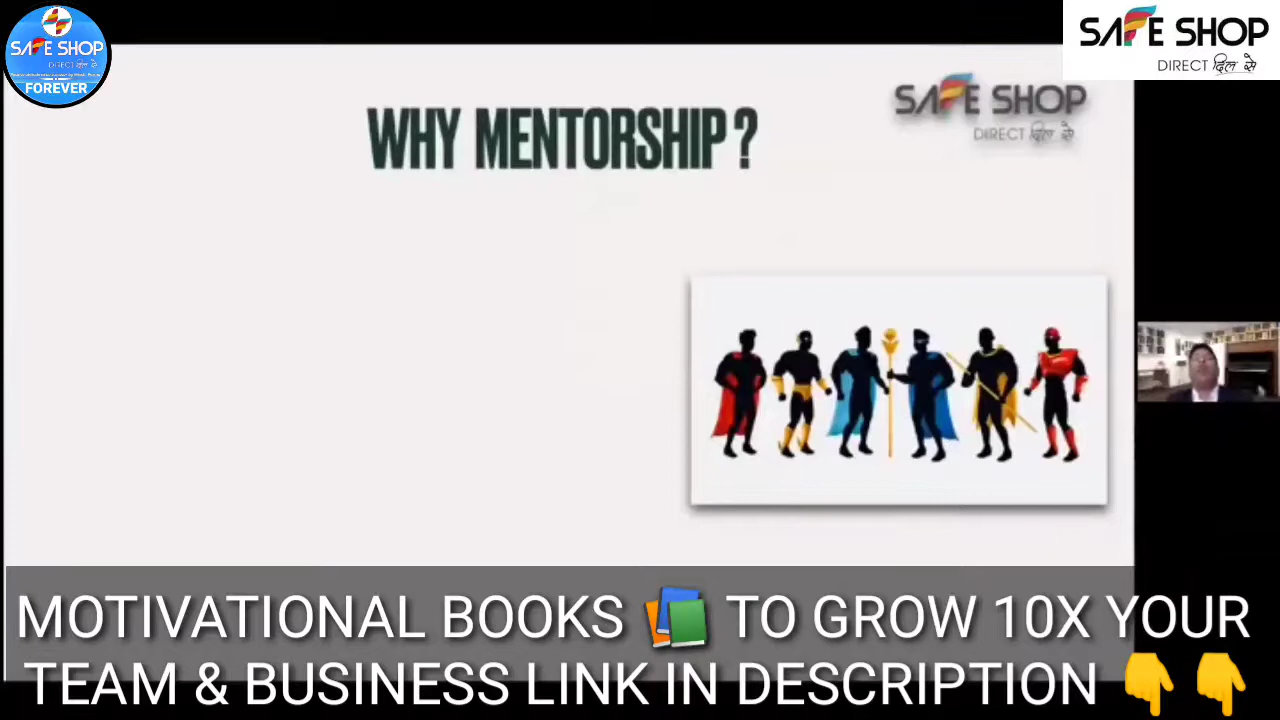 SAFE SHOP
DIRECT दिल से
FOREVER
SAFE SHOP
DIRECT दिल से
SAFE SHOP
DIRECT दिल से
WHY MENTORSHIP?
MOTIVATIONAL BOOKS 📚 TO GROW 10X YOUR
TEAM & BUSINESS LINK IN DESCRIPTION 👇 👇